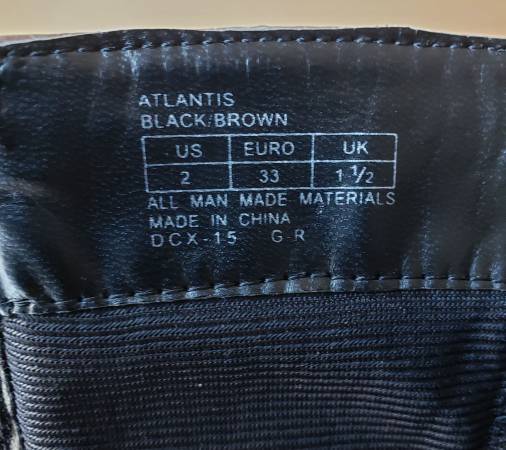 ATLANTIS
BLACK/BROWN
US EURO UK
2 33 1 1/2
ALL MAN MADE MATERIALS
MADE IN CHINA
DCX-15 GR